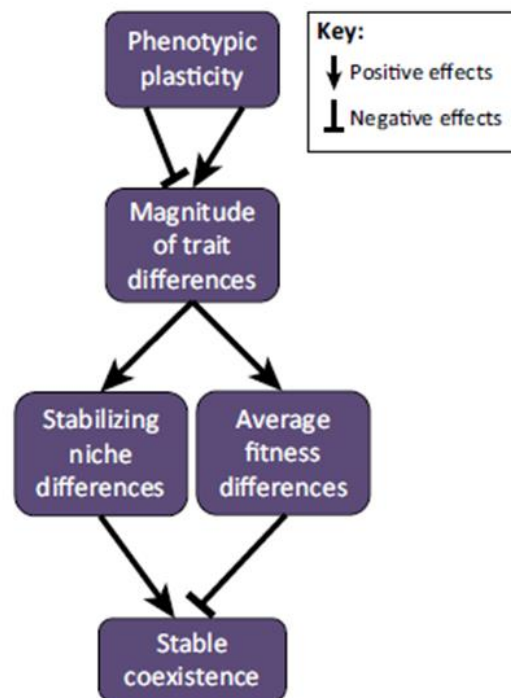 Phenotypic
plasticity
Key:
Positive effects
Negative effects
Magnitude
of trait
differences
Stabilizing
niche
differences
Average
fitness
differences
Stable
coexistence